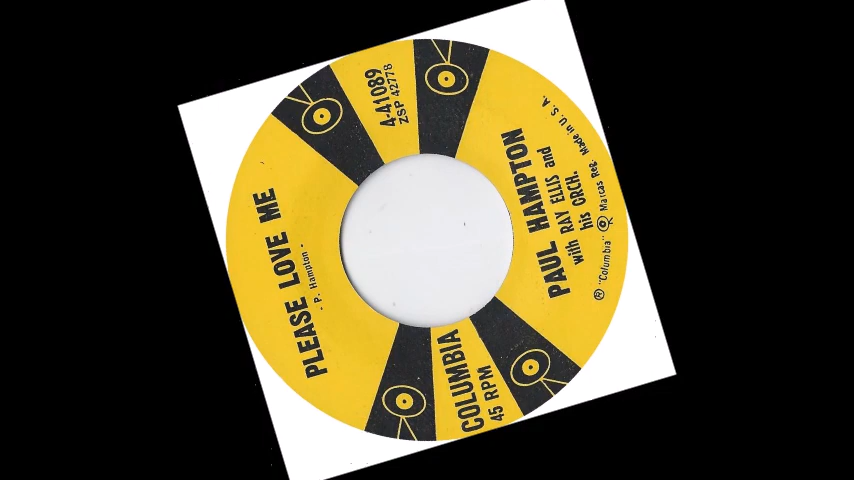 PLEASE LOVE ME
- P. Hampton -
COLUMBIA
45 RPM
4-41089
ZSP 42778
PAUL HAMPTON
with RAY ELLIS and
his ORCH.
® "Columbia" Marcas Reg. Made in U. S. A.